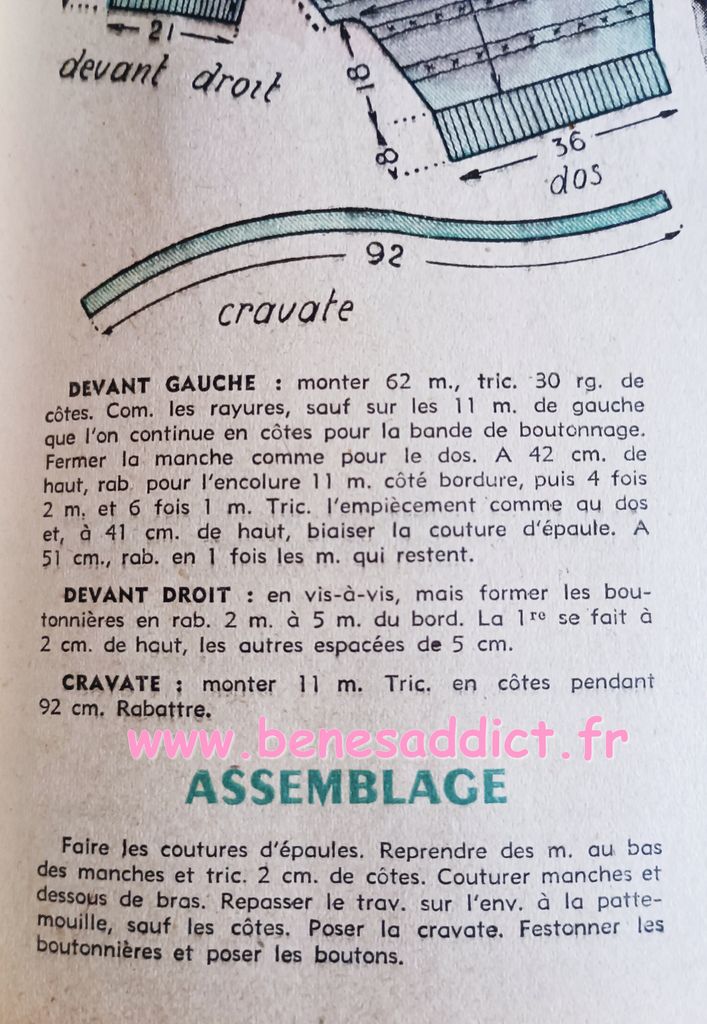 21
devant droit
18
8
36
dos
92
cravate
DEVANT GAUCHE : monter 62 m., tric. 30 rg. de
côtes. Com. les rayures, sauf sur les 11 m. de gauche
que l'on continue en côtes pour la bande de boutonnage.
Fermer la manche comme pour le dos. A 42 cm. de
haut, rab. pour l'encolure 11 m. côté bordure, puis 4 fois
2 m. et 6 fois 1 m. Tric. l'empiècement comme au dos
et, à 41 cm. de haut, biaiser la couture d'épaule. A
51 cm., rab. en 1 fois les m. qui restent.
DEVANT DROIT : en vis-à-vis, mais former les bou-
tonnières en rab. 2 m. à 5 m. du bord. La 1re se fait à
2 cm. de haut, les autres espacées de 5 cm.
CRAVATE : monter 11 m. Tric. en côtes pendant
92 cm. Rabattre.
www.benesaddict.fr
ASSEMBLAGE
Faire les coutures d'épaules. Reprendre des m. au bas
des manches et tric. 2 cm. de côtes. Couturer manches et
dessous de bras. Repasser le trav. sur l'env. à la patte-
mouille, sauf les côtes. Poser la cravate. Festonner les
boutonnières et poser les boutons.